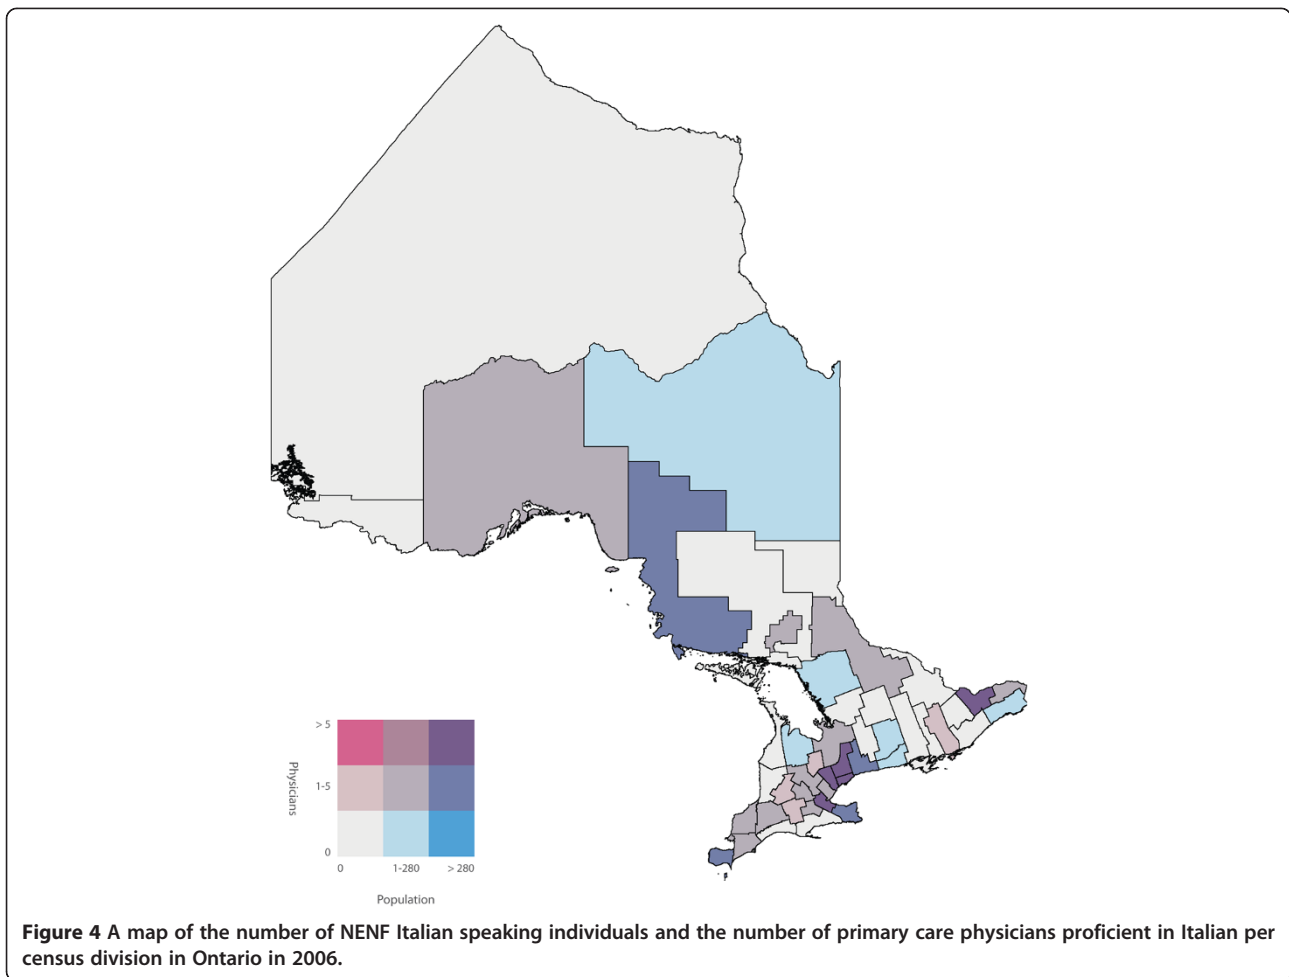 > 5
Physicians
1-5
0
0 1-280 > 280
Population
Figure 4 A map of the number of NENF Italian speaking individuals and the number of primary care physicians proficient in Italian per
census division in Ontario in 2006.